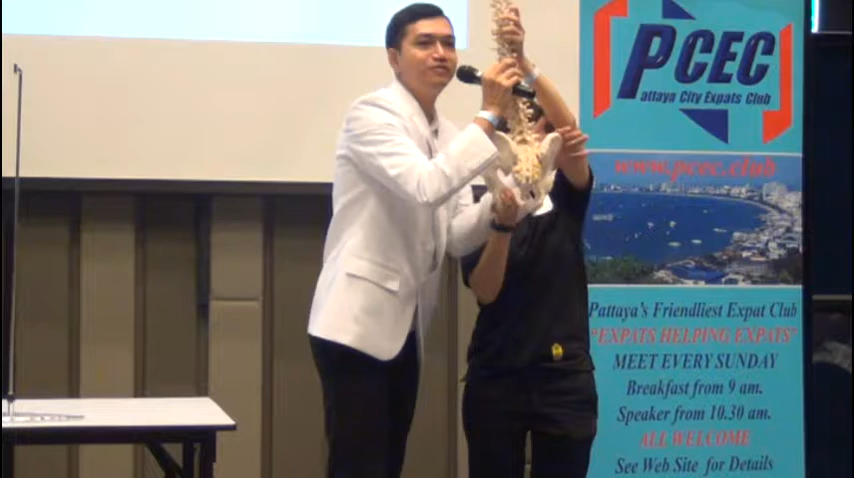 PCEC
attaya City Expats Club
www.pcec.club
Pattaya's Friendliest Expat Club
"EXPATS HELPING EXPATS"
MEET EVERY SUNDAY
Breakfast from 9 am.
Speaker from 10.30 am.
ALL WELCOME
See Web Site for Details